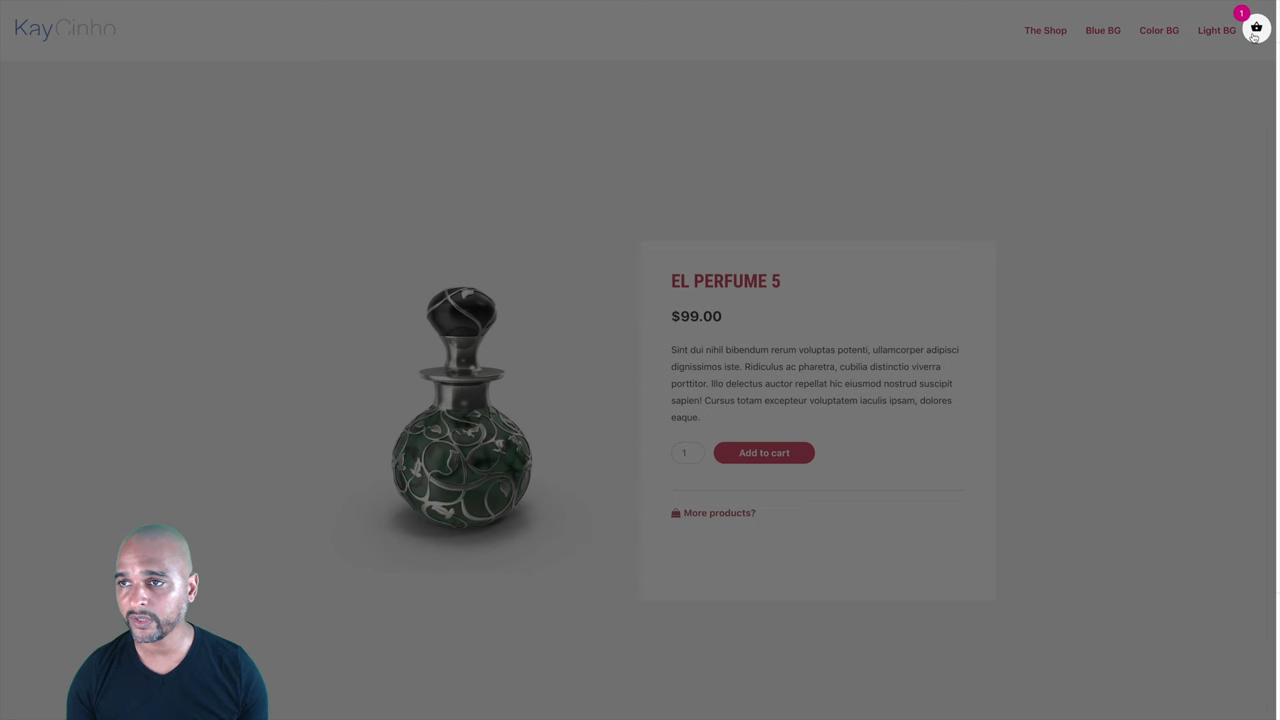 KayCinho
The Shop
Blue BG
Color BG
Light BG
1
EL PERFUME 5
$99.00
Sint dui nihil bibendum rerum voluptas potenti, ullamcorper adipisci
dignissimos iste. Ridiculus ac pharetra, cubilia distinctio viverra
porttitor. Illo delectus auctor repellat hic eiusmod nostrud suscipit
sapien! Cursus totam excepteur voluptatem iaculis ipsam, dolores
eaque.
1
Add to cart
More products?